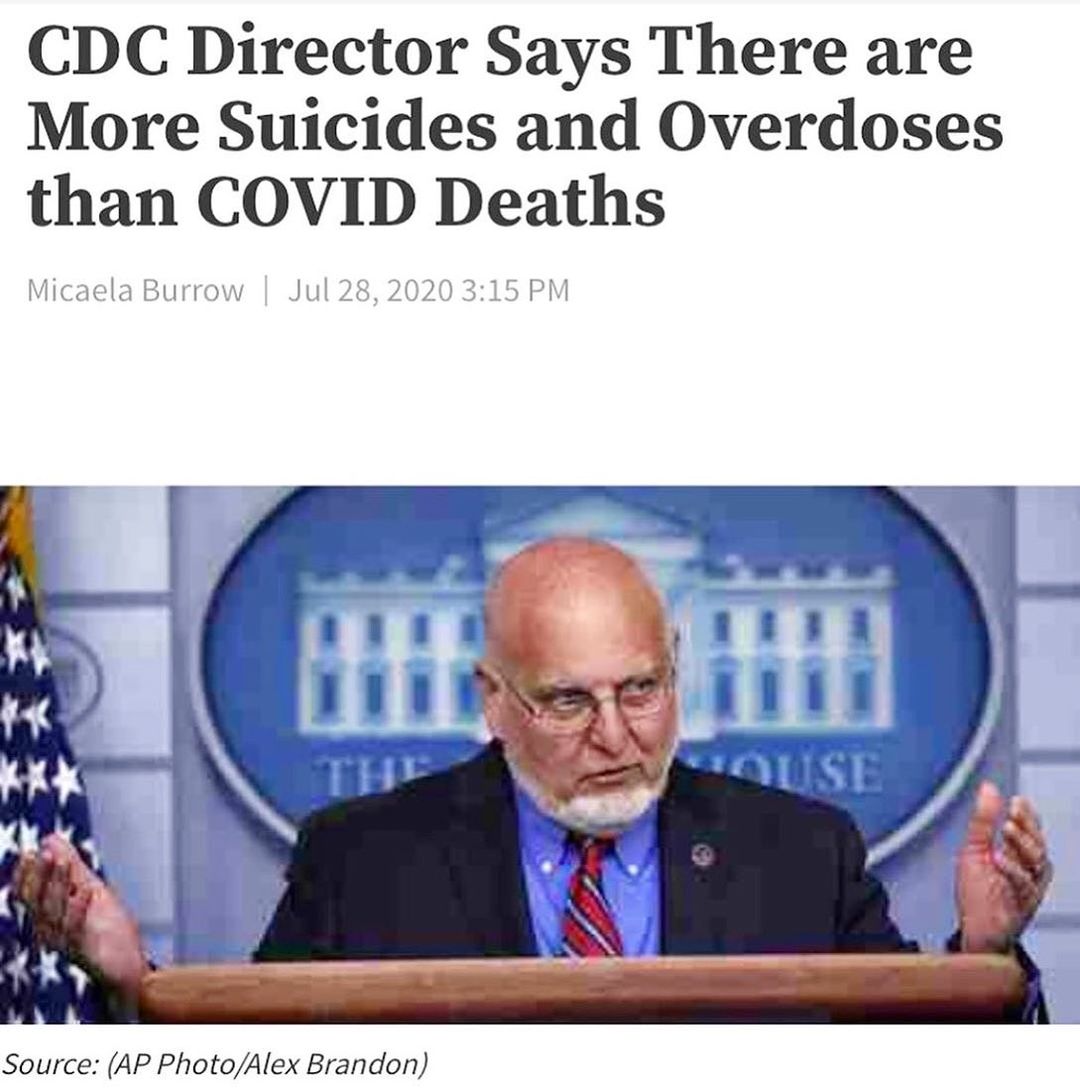 CDC Director Says There are
More Suicides and Overdoses
than COVID Deaths
Micaela Burrow | Jul 28, 2020 3:15 PM
THE HOUSE
Source: (AP Photo/Alex Brandon)